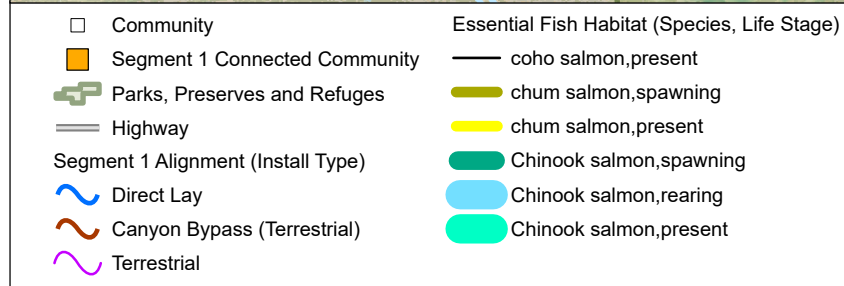 Community
Segment 1 Connected Community
Parks, Preserves and Refuges
Highway
Segment 1 Alignment (Install Type)
Direct Lay
Canyon Bypass (Terrestrial)
Terrestrial
Essential Fish Habitat (Species, Life Stage)
coho salmon,present
chum salmon,spawning
chum salmon,present
Chinook salmon,spawning
Chinook salmon,rearing
Chinook salmon,present